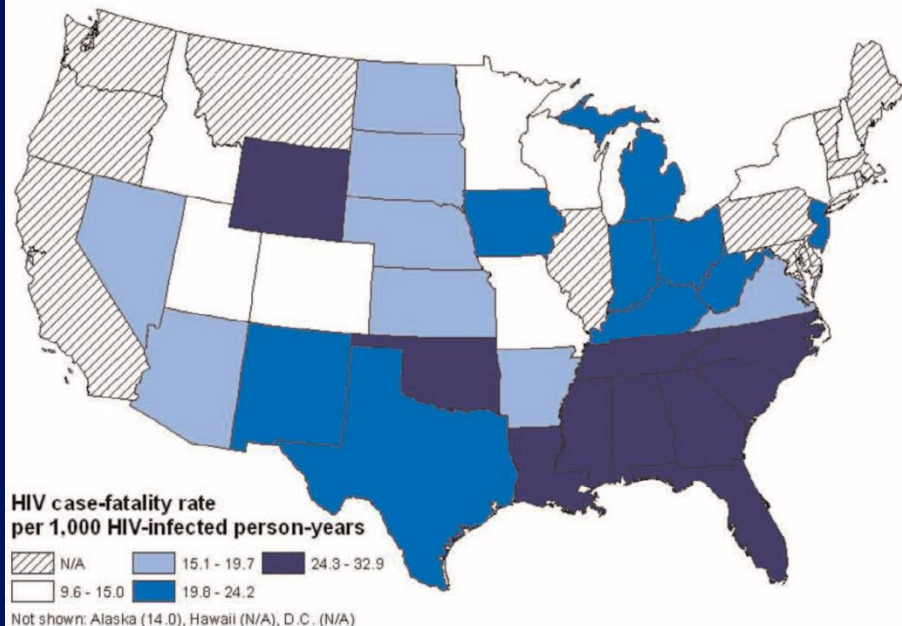 HIV case-fatality rate
per 1,000 HIV-infected person-years
N/A 15.1 - 19.7 24.3 - 32.9
9.6 - 15.0 19.8 - 24.2
Not shown: Alaska (14.0), Hawaii (N/A), D.C. (N/A)